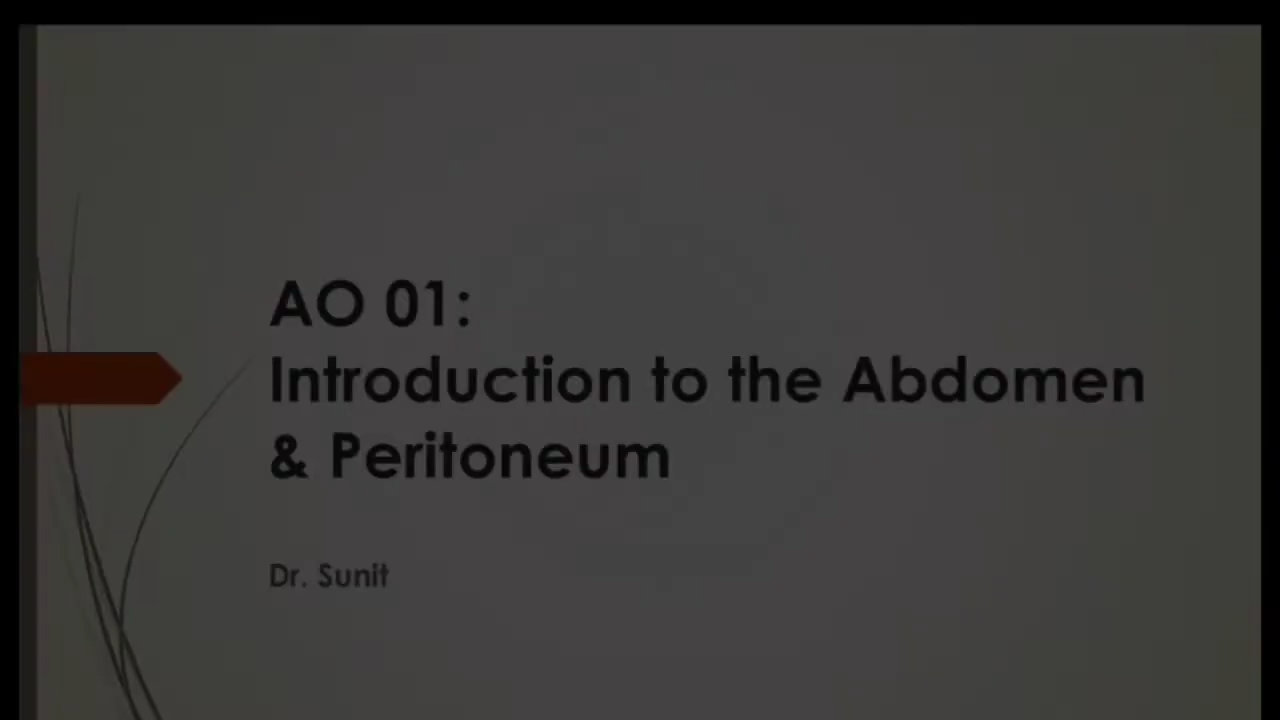 AO 01:
Introduction to the Abdomen
& Peritoneum
Dr. Sunit